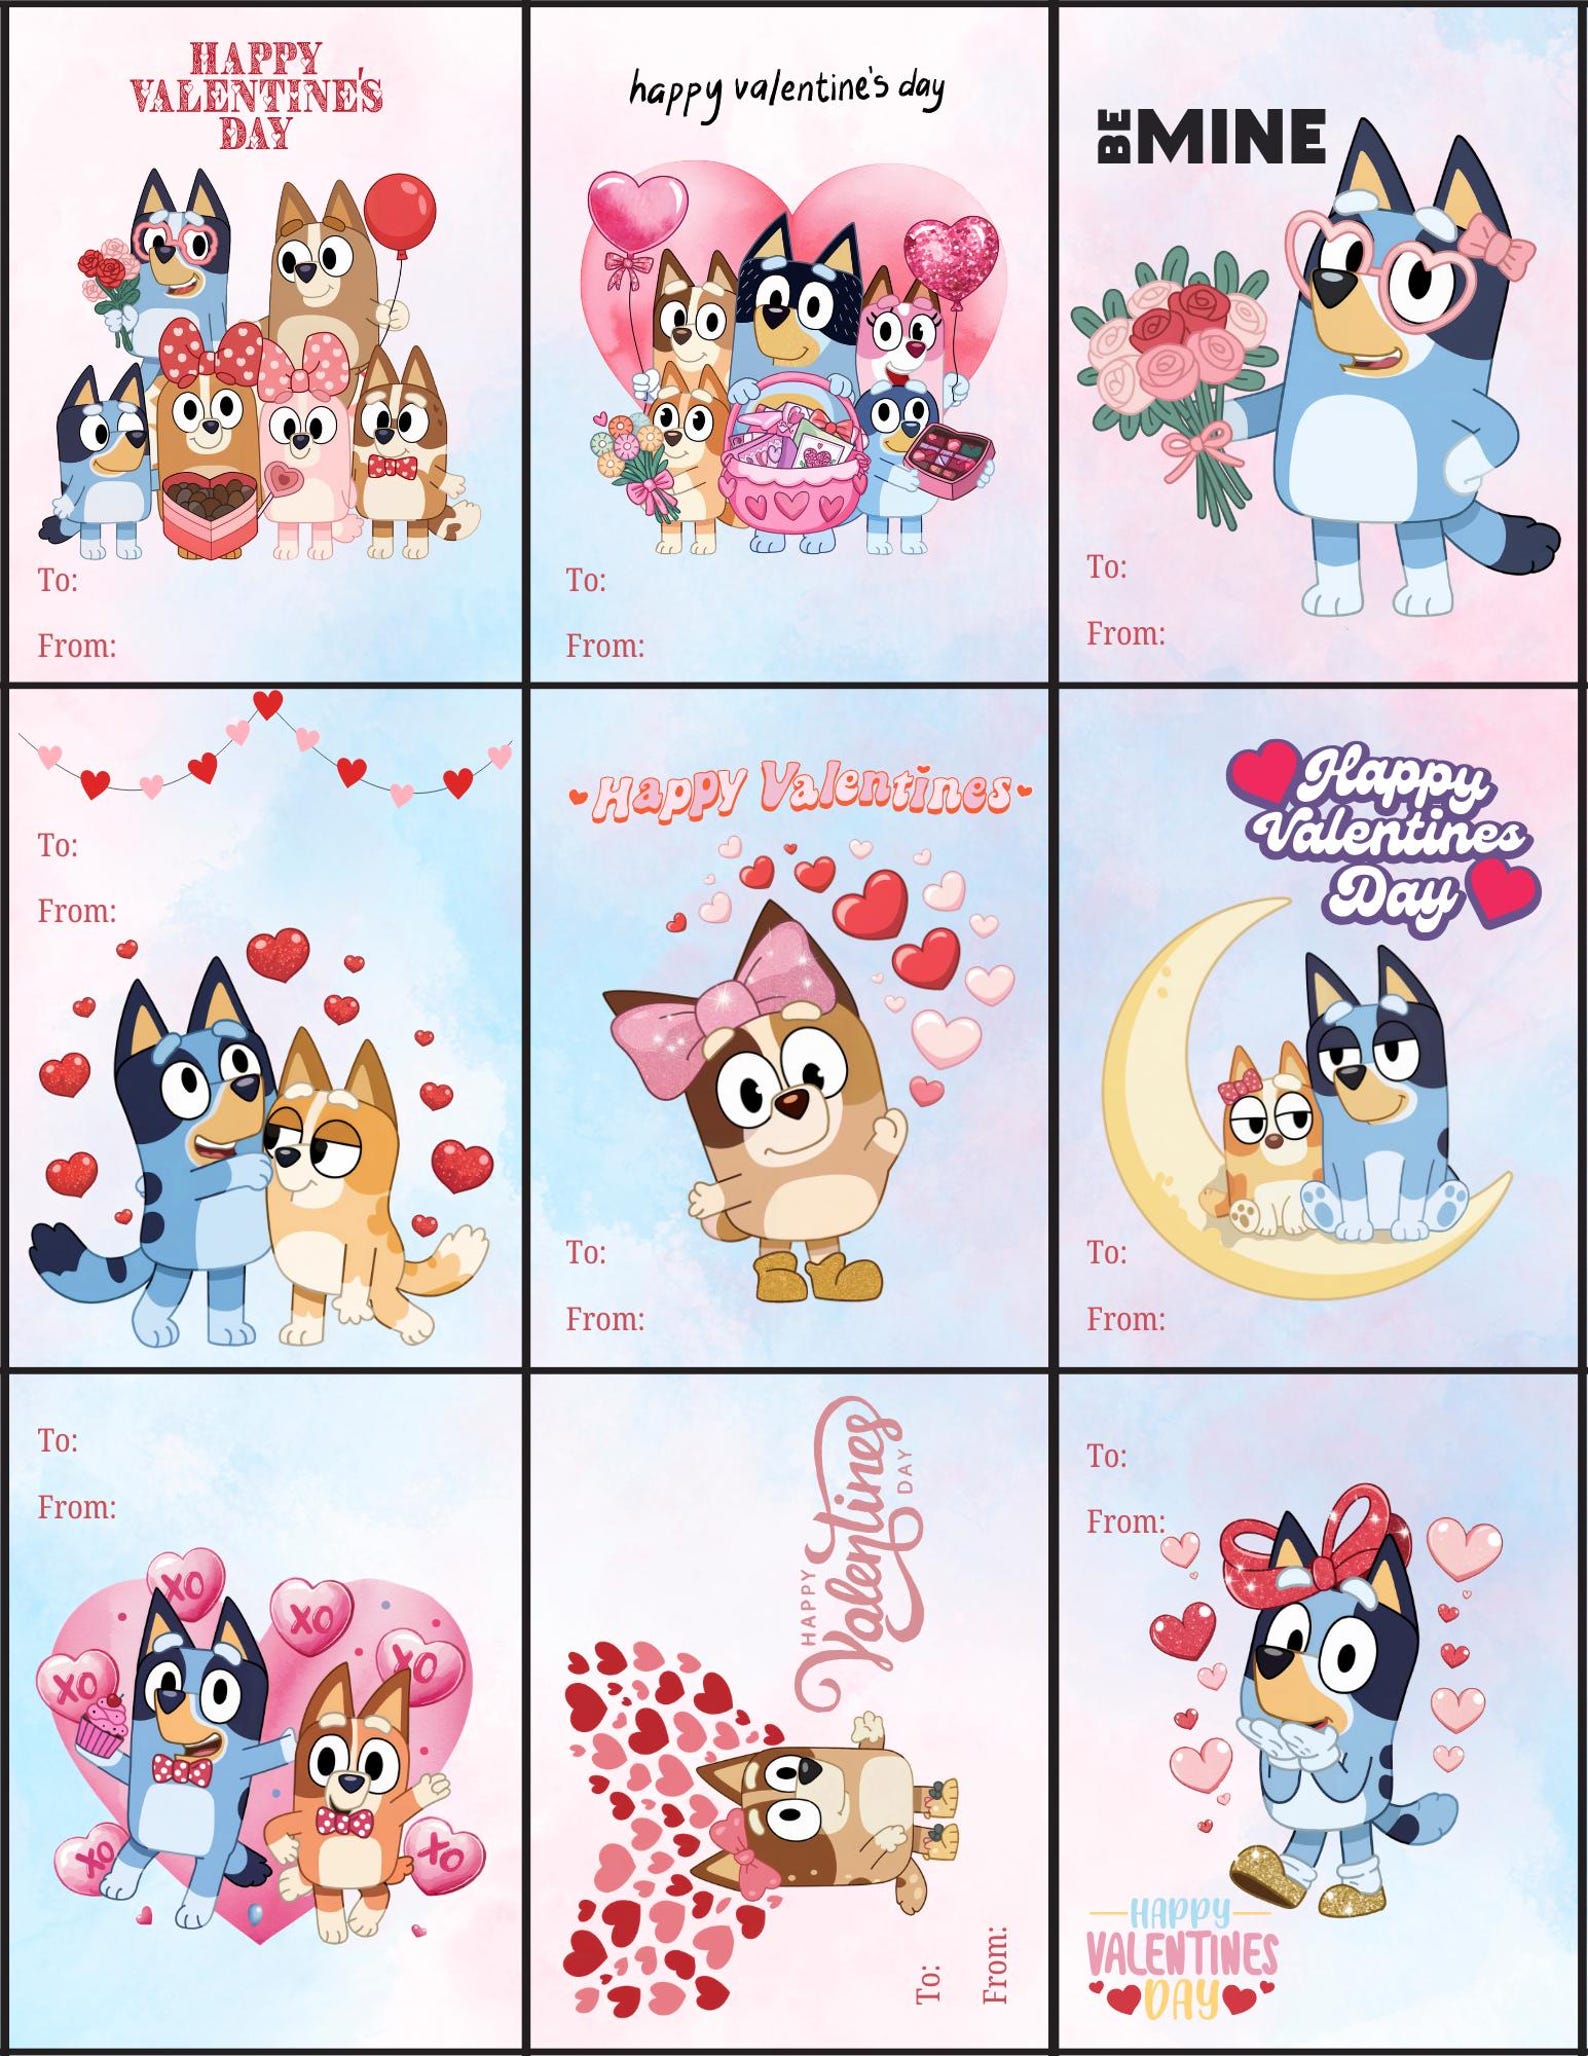 HAPPY
VALENTINE'S
DAY
To:
From:
happy valentine's day
To:
From:
BE MINE
To:
From:
To:
From:
Happy Valentines
To:
From:
Happy
Valentines
Day
To:
From:
To:
From:
XO
XO
XO
XO
XO
XO
HAPPY
Valentines
DAY
To:
From:
To:
From:
HAPPY
VALENTINES
DAY